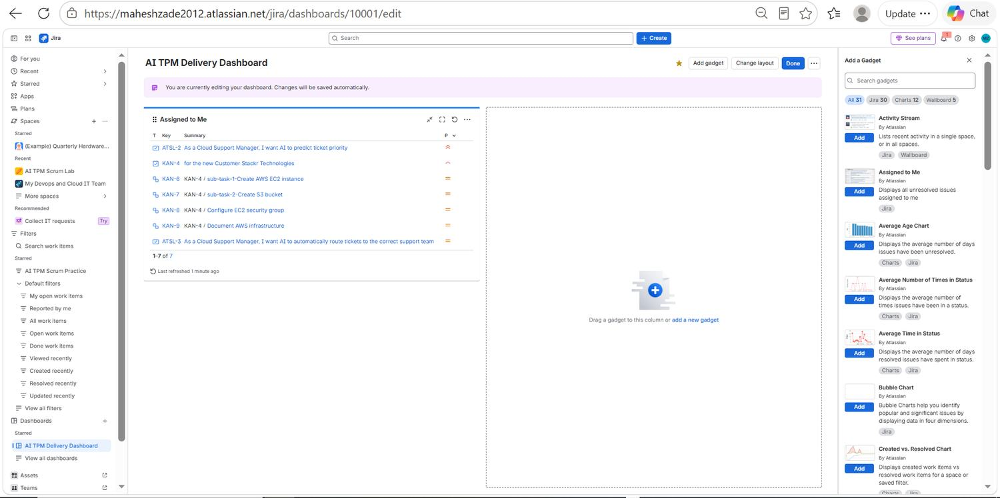 https://maheshzade2012.atlassian.net/jira/dashboards/10001/edit
Update
Chat
Jira
Search
+ Create
See plans
1
MZ
For you
Recent
Starred
Apps
Plans
Spaces
Starred
(Example) Quarterly Hardware...
Recent
AI TPM Scrum Lab
My Devops and Cloud IT Team
More spaces
Recommended
Collect IT requests Try
Filters
Search work items
Starred
AI TPM Scrum Practice
Default filters
My open work items
Reported by me
All work items
Open work items
Done work items
Viewed recently
Created recently
Resolved recently
Updated recently
View all filters
Dashboards
Starred
AI TPM Delivery Dashboard
View all dashboards
Assets
Teams
AI TPM Delivery Dashboard
Add gadget
Change layout
Done
You are currently editing your dashboard. Changes will be saved automatically.
Assigned to Me
T Key Summary P
ATSL-2 As a Cloud Support Manager, I want AI to predict ticket priority
KAN-4 for the new Customer Stackr Technologies
KAN-6 KAN-4 / sub-task-1-Create AWS EC2 instance
KAN-7 KAN-4 / sub-task-2-Create S3 bucket
KAN-8 KAN-4 / Configure EC2 security group
KAN-9 KAN-4 / Document AWS infrastructure
ATSL-3 As a Cloud Support Manager, I want AI to automatically route tickets to the correct support team
1–7 of 7
Last refreshed 1 minute ago
Drag a gadget to this column or add a new gadget
Add a Gadget
Search gadgets
All 31 Jira 30 Charts 12 Wallboard 5
Activity Stream
By Atlassian
Add
Lists recent activity in a single space,
or in all spaces.
Jira Wallboard
Assigned to Me
By Atlassian
Add
Displays all unresolved issues
assigned to me
Jira
Average Age Chart
By Atlassian
Add
Displays the average number of days
issues have been unresolved.
Charts Jira
Average Number of Times in Status
By Atlassian
Add
Displays the average number of
times issues have been in a status.
Charts Jira
Average Time in Status
By Atlassian
Add
Displays the average number of days
resolved issues have spent in status.
Charts Jira
Bubble Chart
By Atlassian
Add
Bubble Charts help you identify
popular and significant issues by
displaying data in four dimensions.
Jira
Created vs. Resolved Chart
By Atlassian
Add
Displays created work items vs
resolved work items for a space or
saved filter.
Charts Jira